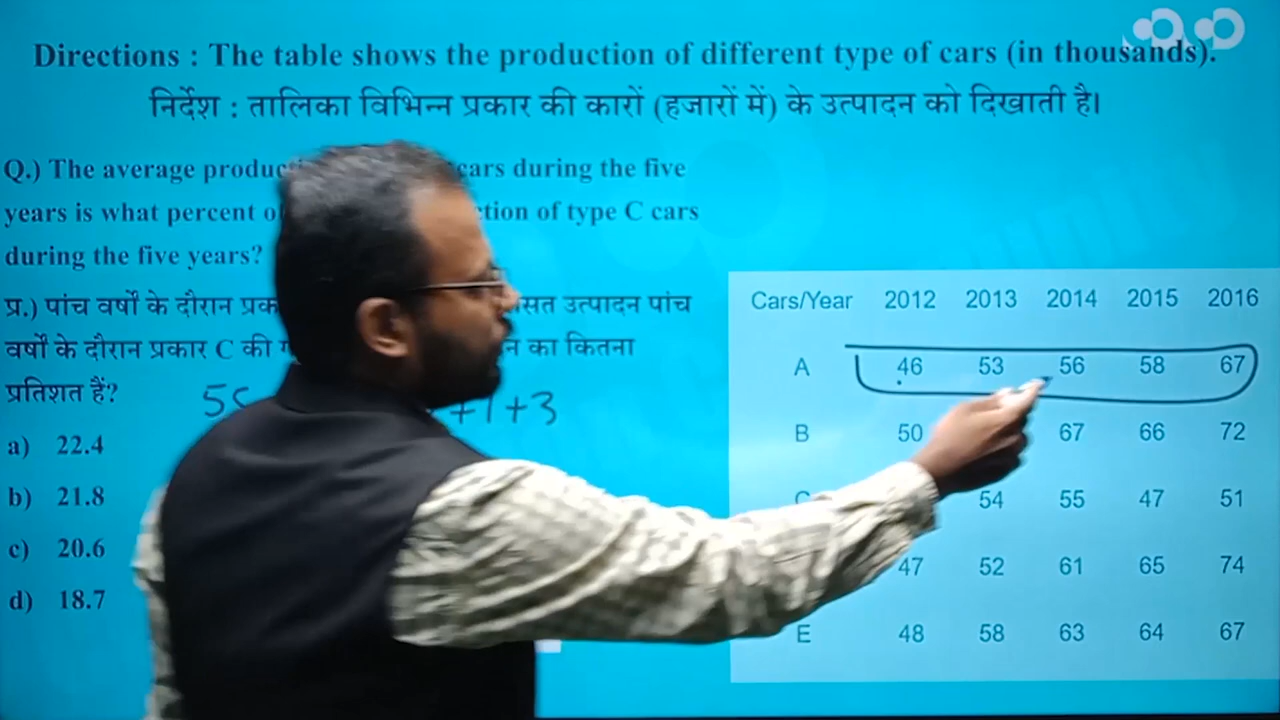 Directions : The table shows the production of different type of cars (in thousands).
निर्देश : तालिका विभिन्न प्रकार की कारों (हजारों में) के उत्पादन को दिखाती है।
Q.) The average cars during the five
years is what percent of type C cars
during the five years?
प्र.) पांच वर्षों के दौरान उत्पादन पांच
वर्षों के दौरान प्रकार C की का कितना
प्रतिशत हैं?
+1+3
a) 22.4
b) 21.8
c) 20.6
d) 18.7
Cars/Year 2012 2013 2014 2015 2016
A 46 53 56 58 67
B 50 67 66 72
54 55 47 51
47 52 61 65 74
E 48 58 63 64 67